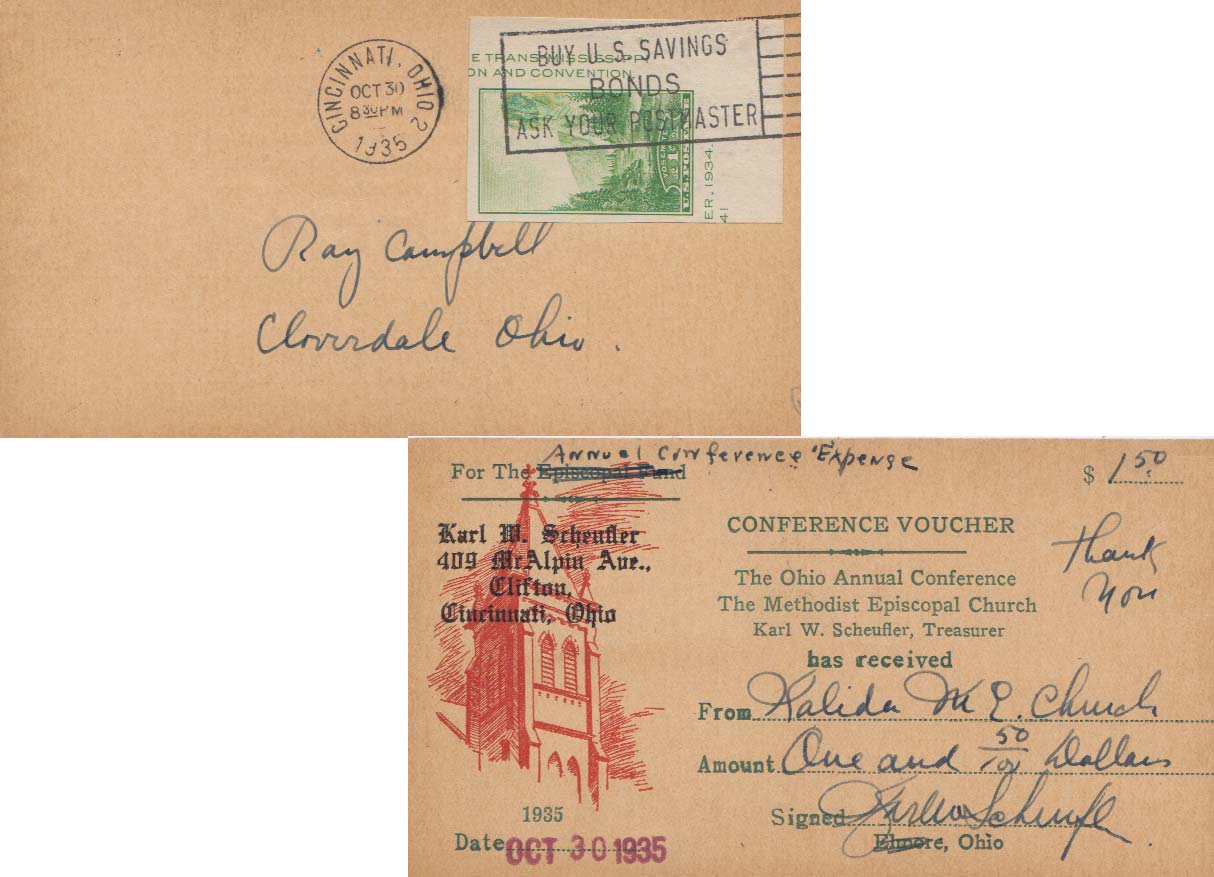 CINCINNATI, OHIO 2
OCT 30
8 30 PM
1935
BUY U.S. SAVINGS
BONDS
ASK YOUR POSTMASTER
E TRANS-MISSISSIPPI
ON AND CONVENTION
U.S. POS
ER, 1934.
41
Ray Campbell
Cloverdale Ohio.
Annual Conference Expense
For The Episcopal Fund
$ 1 50
Karl W. Scheufler
409 McAlpin Ave.,
Clifton,
Cincinnati, Ohio
CONFERENCE VOUCHER
Thank
You
The Ohio Annual Conference
The Methodist Episcopal Church
Karl W. Scheufler, Treasurer
has received
From Kalida M E. Church
Amount One and 50/100 Dollars
Signed Karl W Scheufler
Elmore, Ohio
1935
Date OCT 30 1935